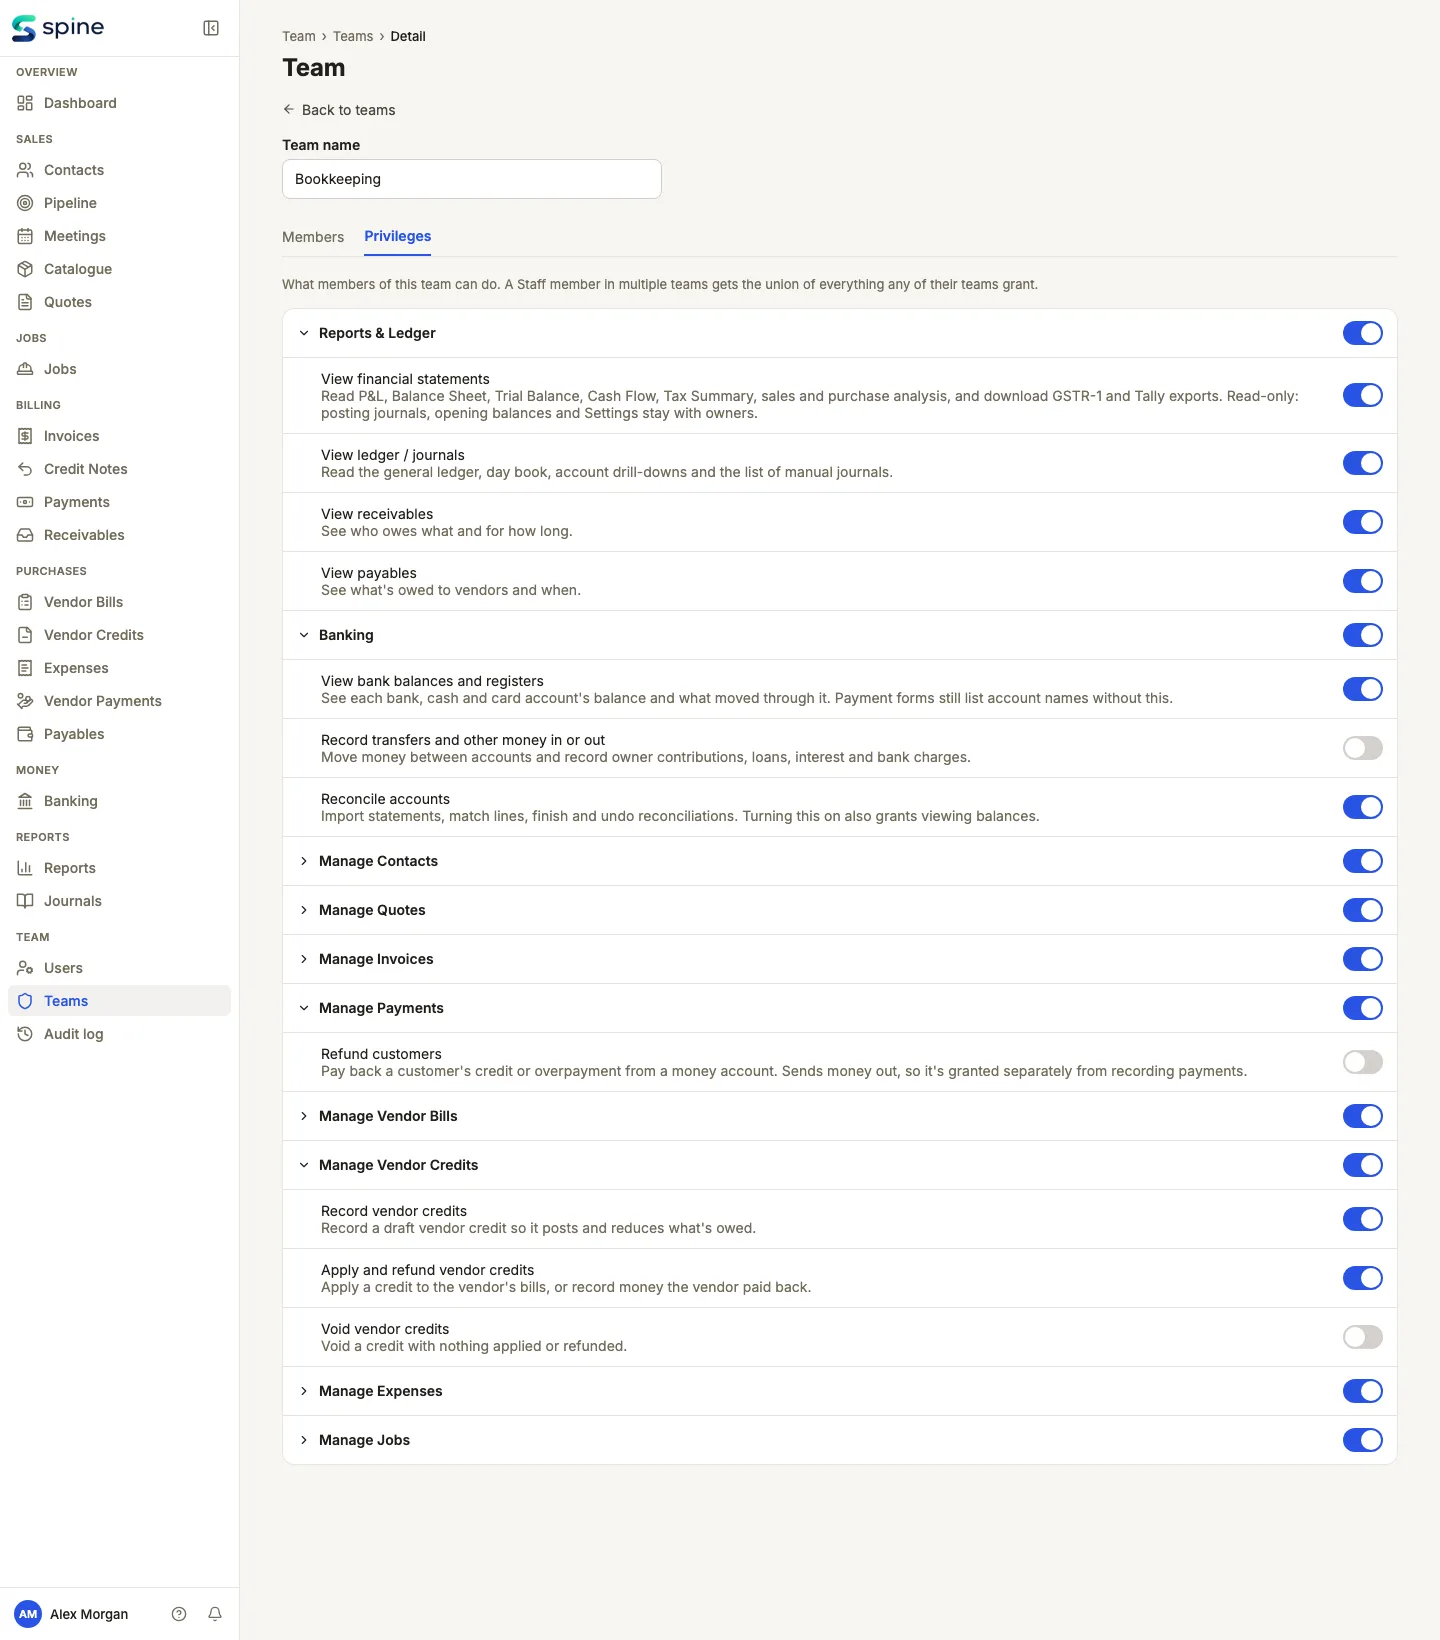 spine
OVERVIEW
Dashboard
SALES
Contacts
Pipeline
Meetings
Catalogue
Quotes
JOBS
Jobs
BILLING
Invoices
Credit Notes
Payments
Receivables
PURCHASES
Vendor Bills
Vendor Credits
Expenses
Vendor Payments
Payables
MONEY
Banking
REPORTS
Reports
Journals
TEAM
Users
Teams
Audit log
AM Alex Morgan
Team › Teams › Detail
Team
← Back to teams
Team name
Bookkeeping
Members Privileges
What members of this team can do. A Staff member in multiple teams gets the union of everything any of their teams grant.
Reports & Ledger
View financial statements
Read P&L, Balance Sheet, Trial Balance, Cash Flow, Tax Summary, sales and purchase analysis, and download GSTR-1 and Tally exports. Read-only:
posting journals, opening balances and Settings stay with owners.
View ledger / journals
Read the general ledger, day book, account drill-downs and the list of manual journals.
View receivables
See who owes what and for how long.
View payables
See what's owed to vendors and when.
Banking
View bank balances and registers
See each bank, cash and card account's balance and what moved through it. Payment forms still list account names without this.
Record transfers and other money in or out
Move money between accounts and record owner contributions, loans, interest and bank charges.
Reconcile accounts
Import statements, match lines, finish and undo reconciliations. Turning this on also grants viewing balances.
Manage Contacts
Manage Quotes
Manage Invoices
Manage Payments
Refund customers
Pay back a customer's credit or overpayment from a money account. Sends money out, so it's granted separately from recording payments.
Manage Vendor Bills
Manage Vendor Credits
Record vendor credits
Record a draft vendor credit so it posts and reduces what's owed.
Apply and refund vendor credits
Apply a credit to the vendor's bills, or record money the vendor paid back.
Void vendor credits
Void a credit with nothing applied or refunded.
Manage Expenses
Manage Jobs